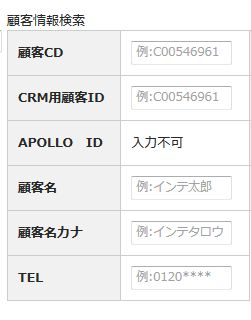 顧客情報検索
顧客CD 例:C00546961
CRM用顧客ID 例:C00546961
APOLLO　ID 入力不可
顧客名 例:インテ太郎
顧客名カナ 例:インテタロウ
TEL 例:0120****